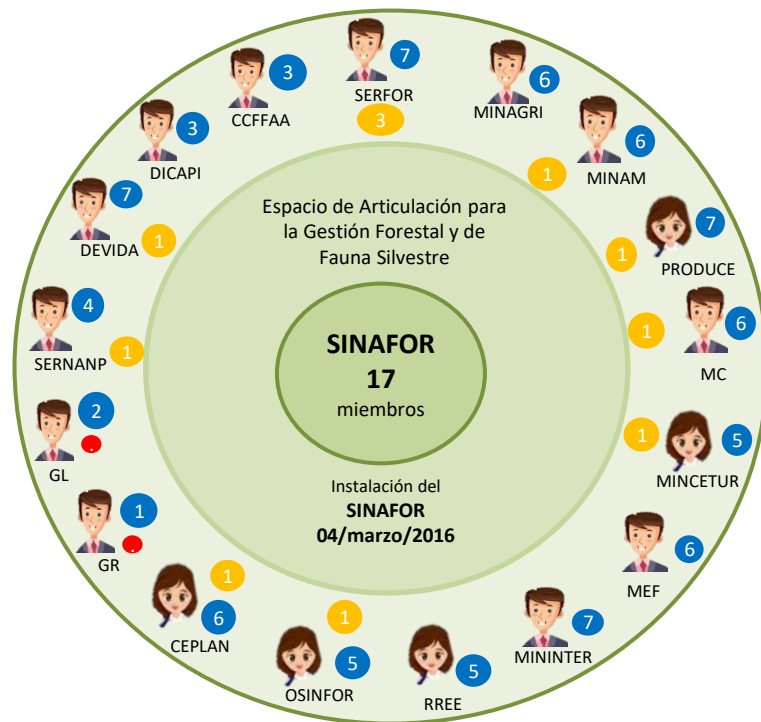 7
SERFOR
3
6
MINAGRI
6
MINAM
1
7
PRODUCE
1
6
MC
1
5
MINCETUR
1
6
MEF
7
MININTER
5
RREE
1
5
OSINFOR
1
6
CEPLAN
1
.
GR
2
.
GL
4
SERNANP
1
7
DEVIDA
1
3
DICAPI
3
CCFFAA
Espacio de Articulación para
la Gestión Forestal y de
Fauna Silvestre
SINAFOR
17
miembros
Instalación del
SINAFOR
04/marzo/2016